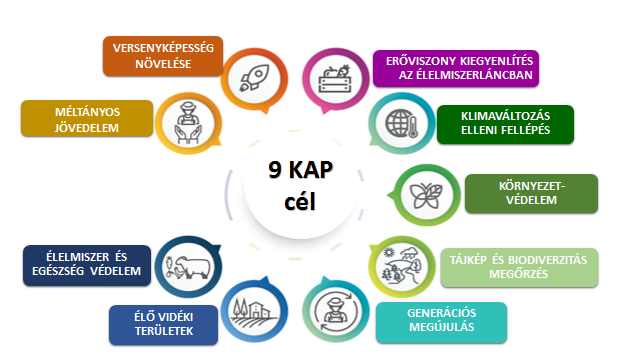 9 KAP
cél
VERSENYKÉPESSÉG
NÖVELÉSE
ERŐVISZONY KIEGYENLÍTÉS
AZ ÉLELMISZERLÁNCBAN
MÉLTÁNYOS
JÖVEDELEM
KLIMAVÁLTOZÁS
ELLENI FELLÉPÉS
KÖRNYEZET-
VÉDELEM
ÉLELMISZER ÉS
EGÉSZSÉG VÉDELEM
TÁJKÉP ÉS BIODIVERZITÁS
MEGŐRZÉS
ÉLŐ VIDÉKI
TERÜLETEK
GENERÁCIÓS
MEGÚJULÁS